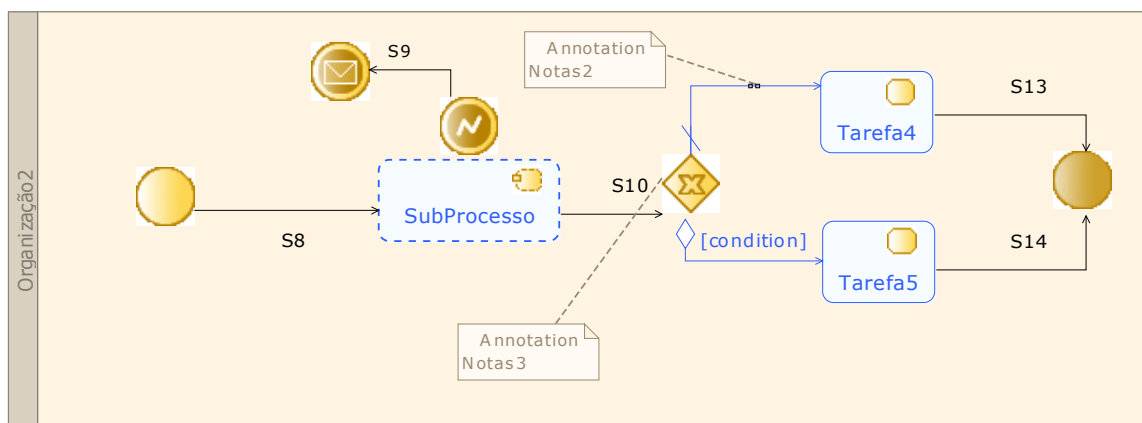 Organização2
S9
Annotation
Notas2
S13
Tarefa4
SubProcesso
S10
S8
[condition]
S14
Tarefa5
Annotation
Notas3